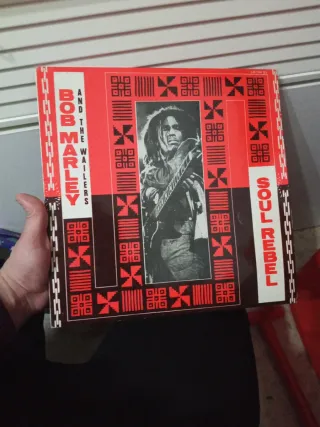 BOB MARLEY
AND THE WAILERS
SOUL REBEL